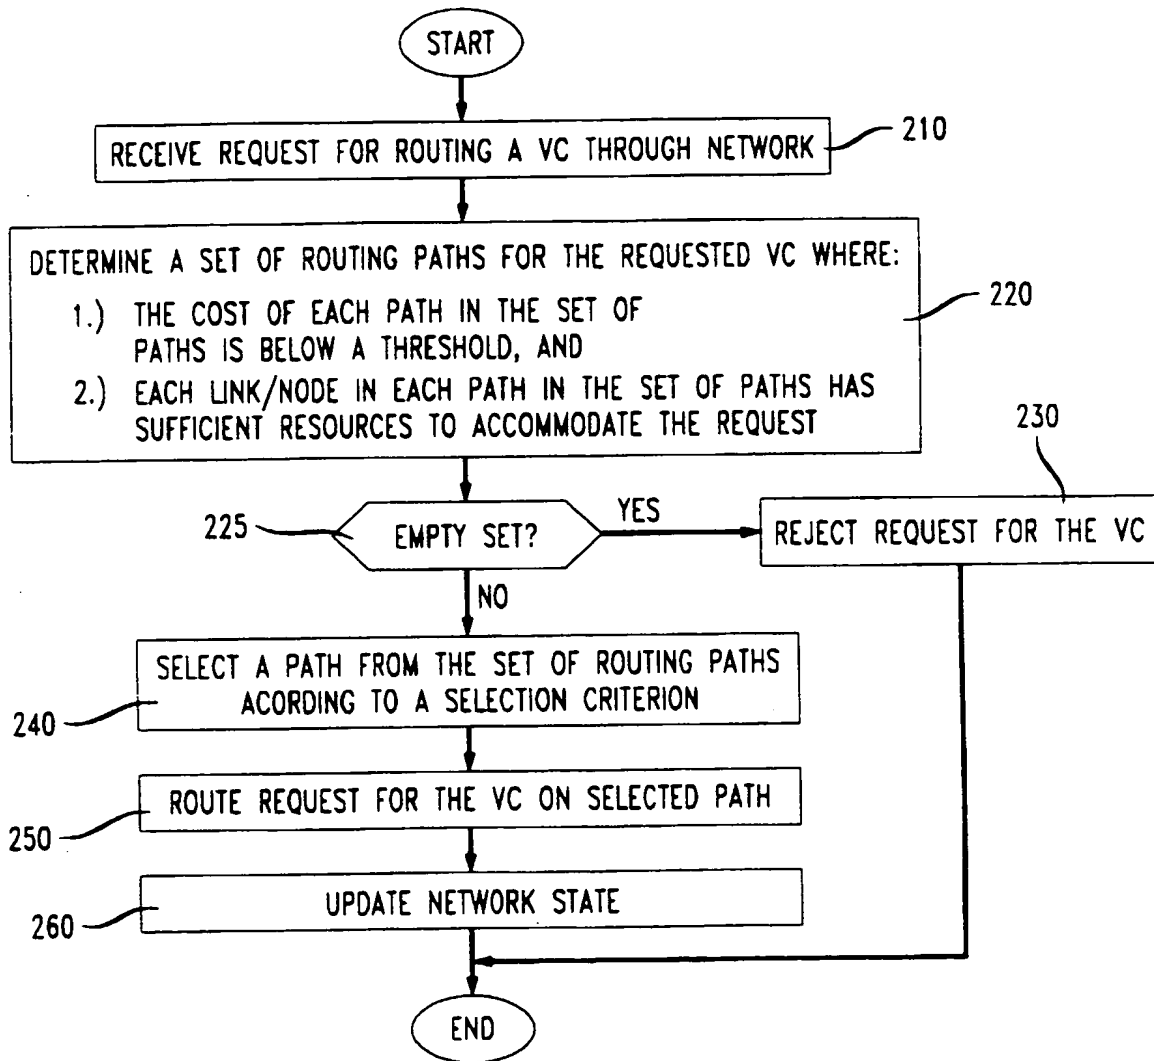 START
RECEIVE REQUEST FOR ROUTING A VC THROUGH NETWORK
210
DETERMINE A SET OF ROUTING PATHS FOR THE REQUESTED VC WHERE:
1.) THE COST OF EACH PATH IN THE SET OF
PATHS IS BELOW A THRESHOLD, AND
2.) EACH LINK/NODE IN EACH PATH IN THE SET OF PATHS HAS
SUFFICIENT RESOURCES TO ACCOMMODATE THE REQUEST
220
225
EMPTY SET?
YES
230
REJECT REQUEST FOR THE VC
NO
SELECT A PATH FROM THE SET OF ROUTING PATHS
ACORDING TO A SELECTION CRITERION
240
ROUTE REQUEST FOR THE VC ON SELECTED PATH
250
UPDATE NETWORK STATE
260
END